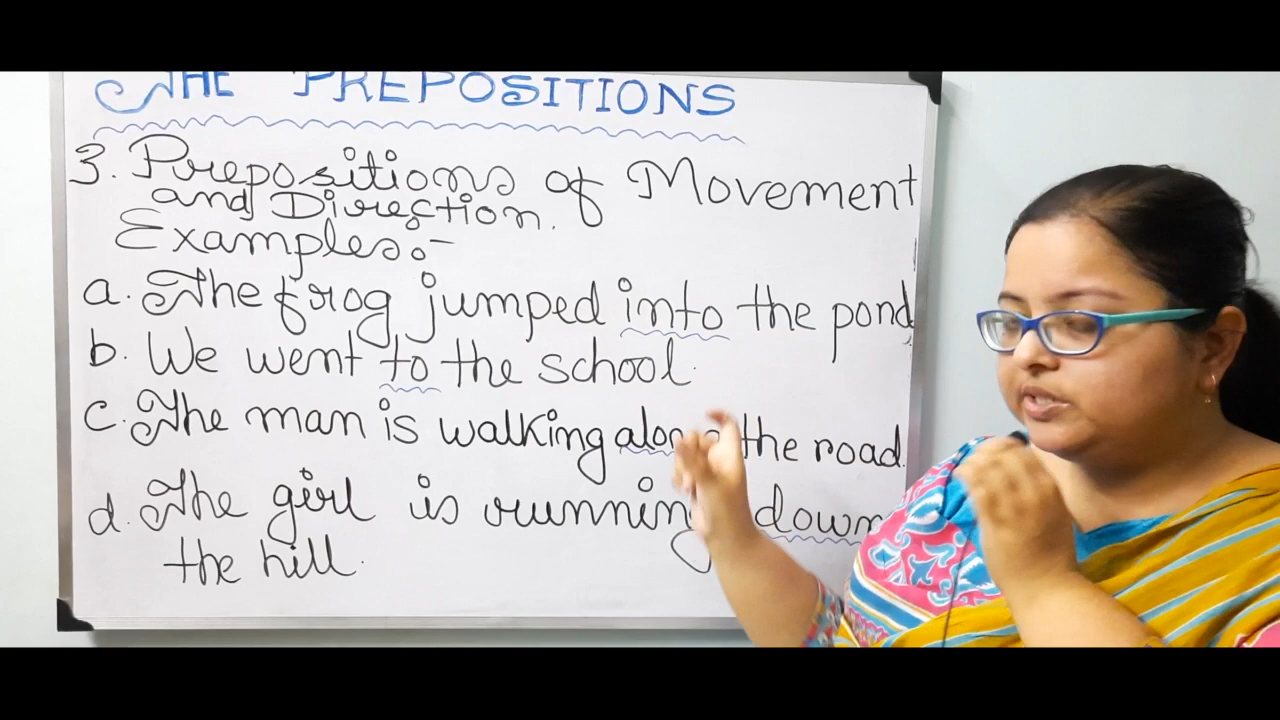 THE PREPOSITIONS
3. Prepositions of Movement
and Direction.
Examples:-
a. The frog jumped into the pond.
b. We went to the school.
c. The man is walking along the road.
d. The girl is running down
the hill.